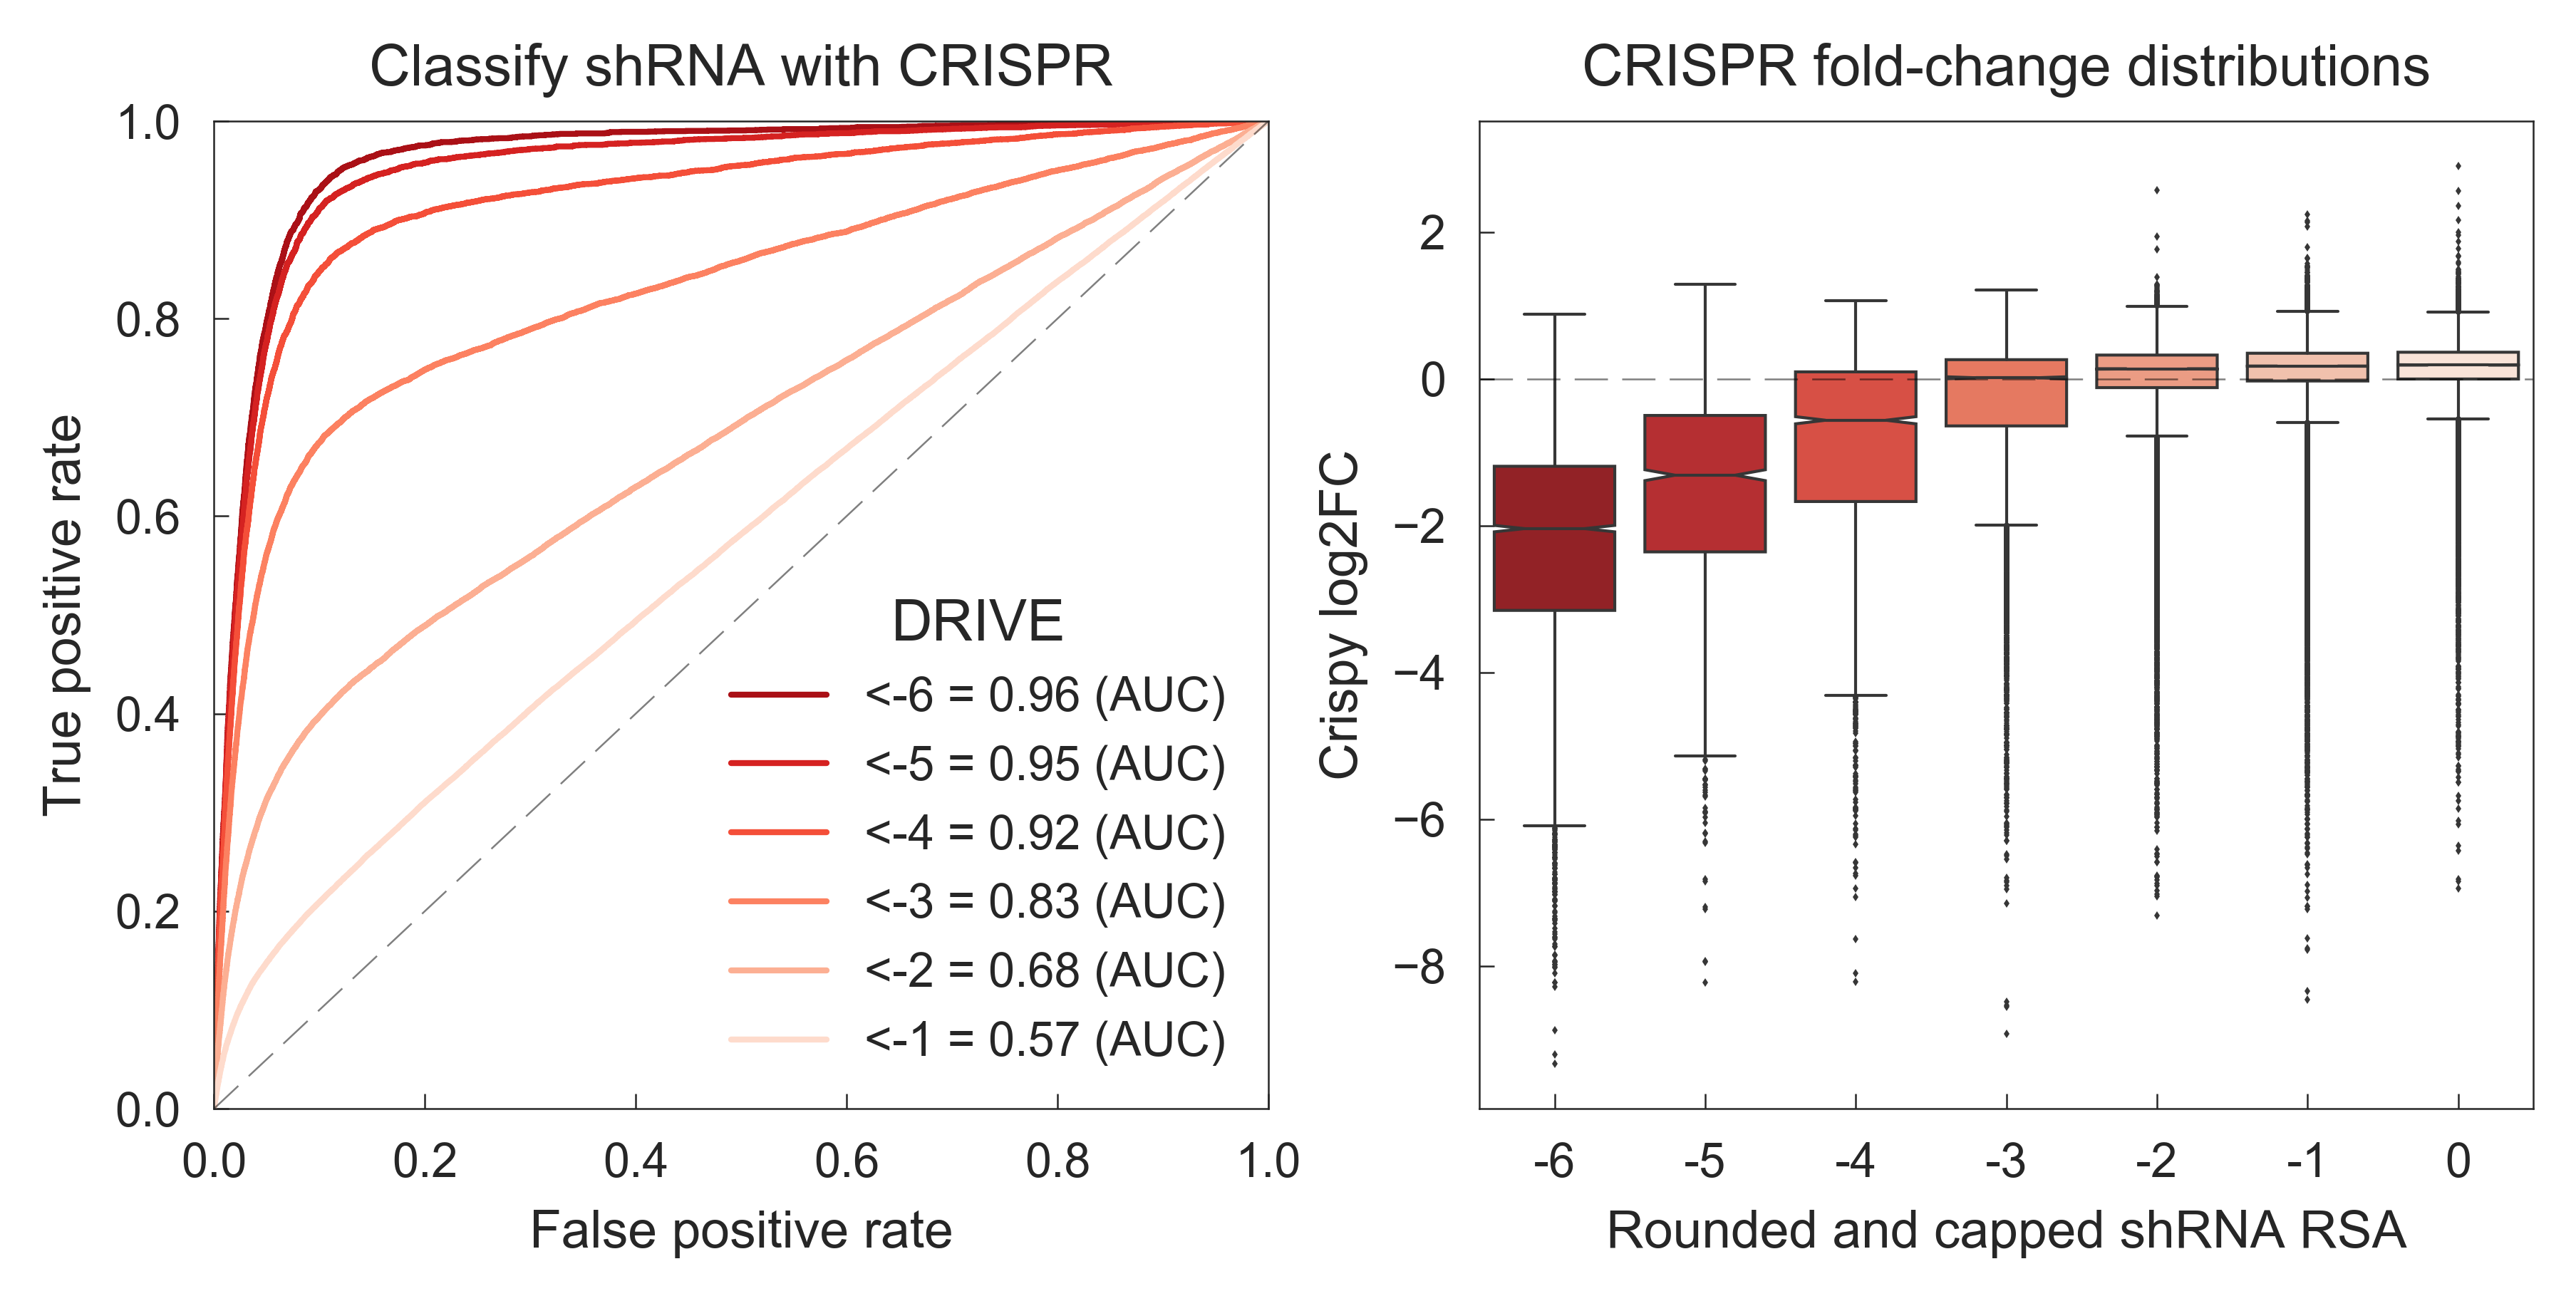 Classify shRNA with CRISPR
1.0
0.8
0.6
0.4
0.2
0.0
True positive rate
DRIVE
<-6 = 0.96 (AUC)
<-5 = 0.95 (AUC)
<-4 = 0.92 (AUC)
<-3 = 0.83 (AUC)
<-2 = 0.68 (AUC)
<-1 = 0.57 (AUC)
0.0 0.2 0.4 0.6 0.8 1.0
False positive rate
CRISPR fold-change distributions
2
0
−2
−4
−6
−8
Crispy log2FC
-6 -5 -4 -3 -2 -1 0
Rounded and capped shRNA RSA